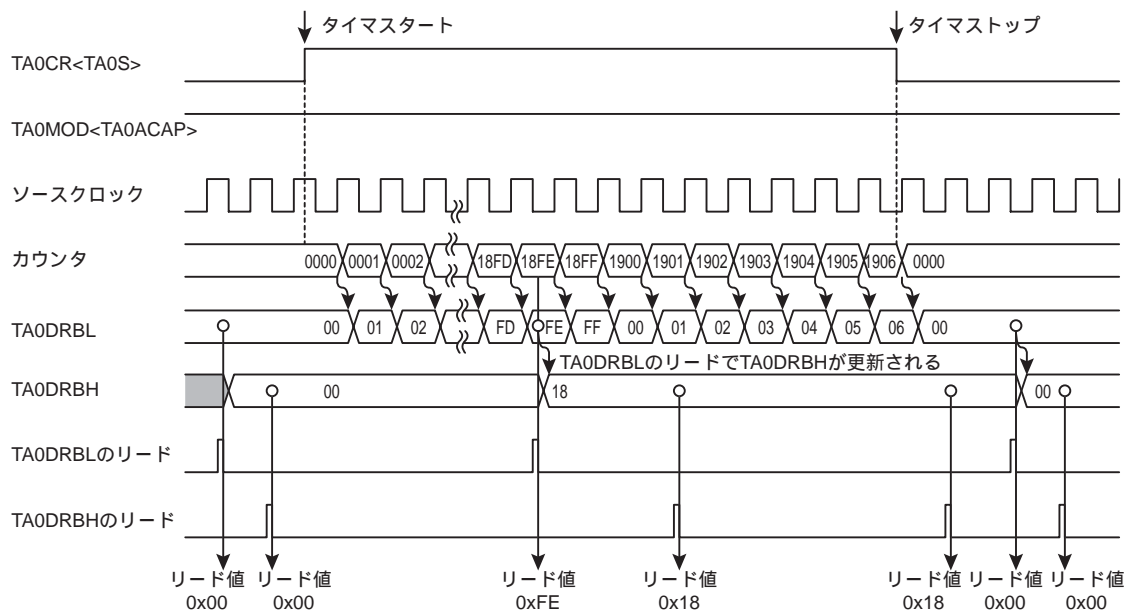 タイマスタート タイマストップ
TA0CR<TA0S>
TA0MOD<TA0ACAP>
ソースクロック
カウンタ 0000 0001 0002 18FD 18FE 18FF 1900 1901 1902 1903 1904 1905 1906 0000
TA0DRBL 00 01 02 FD FE FF 00 01 02 03 04 05 06 00
TA0DRBLのリードでTA0DRBHが更新される
TA0DRBH 00 18 00
TA0DRBLのリード
TA0DRBHのリード
リード値 リード値 リード値 リード値 リード値 リード値 リード値
0x00 0x00 0xFE 0x18 0x18 0x00 0x00